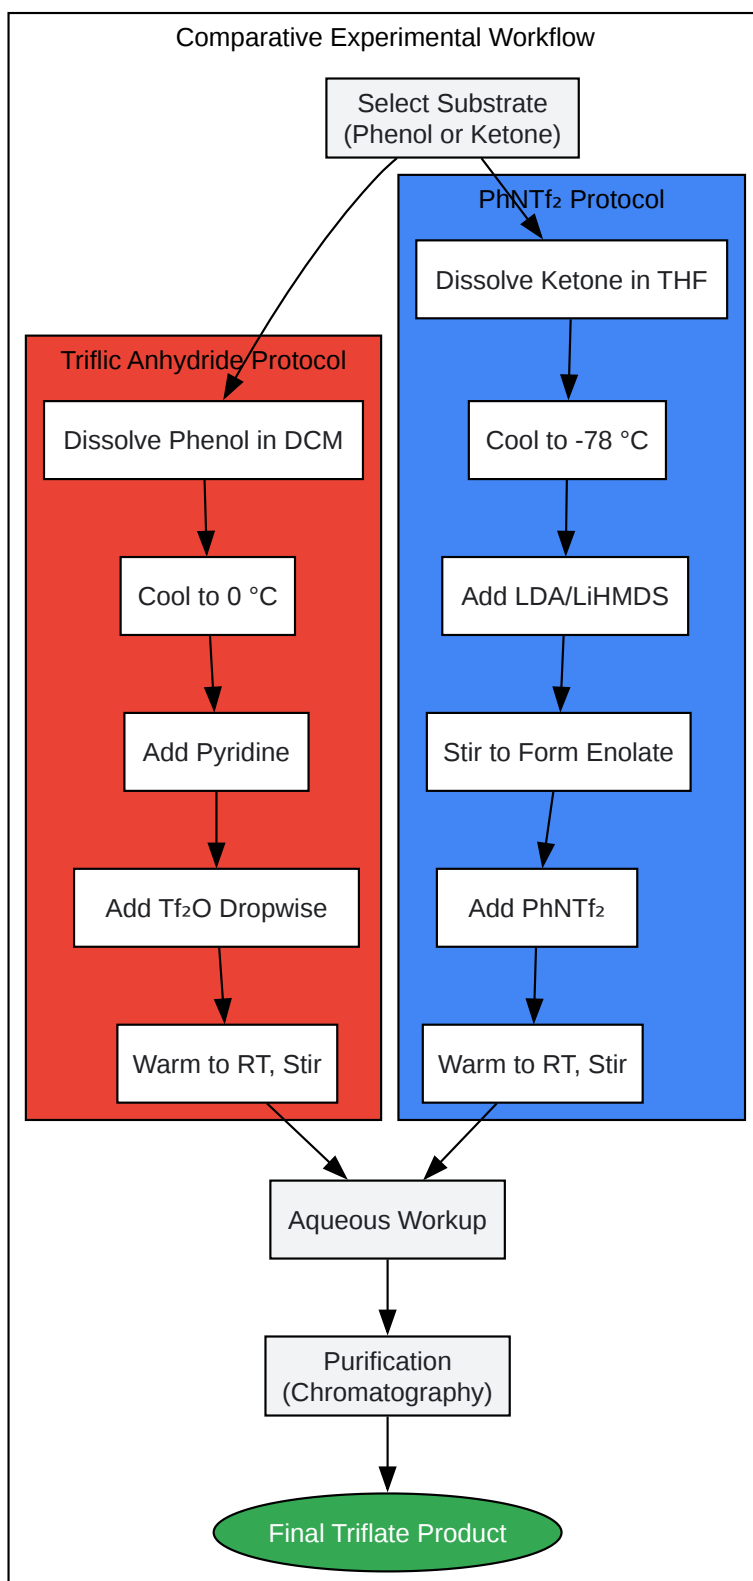 Comparative Experimental Workflow
Select Substrate
(Phenol or Ketone)
Triflic Anhydride Protocol
Dissolve Phenol in DCM
Cool to 0 °C
Add Pyridine
Add Tf₂O Dropwise
Warm to RT, Stir
PhNTf₂ Protocol
Dissolve Ketone in THF
Cool to -78 °C
Add LDA/LiHMDS
Stir to Form Enolate
Add PhNTf₂
Warm to RT, Stir
Aqueous Workup
Purification
(Chromatography)
Final Triflate Product